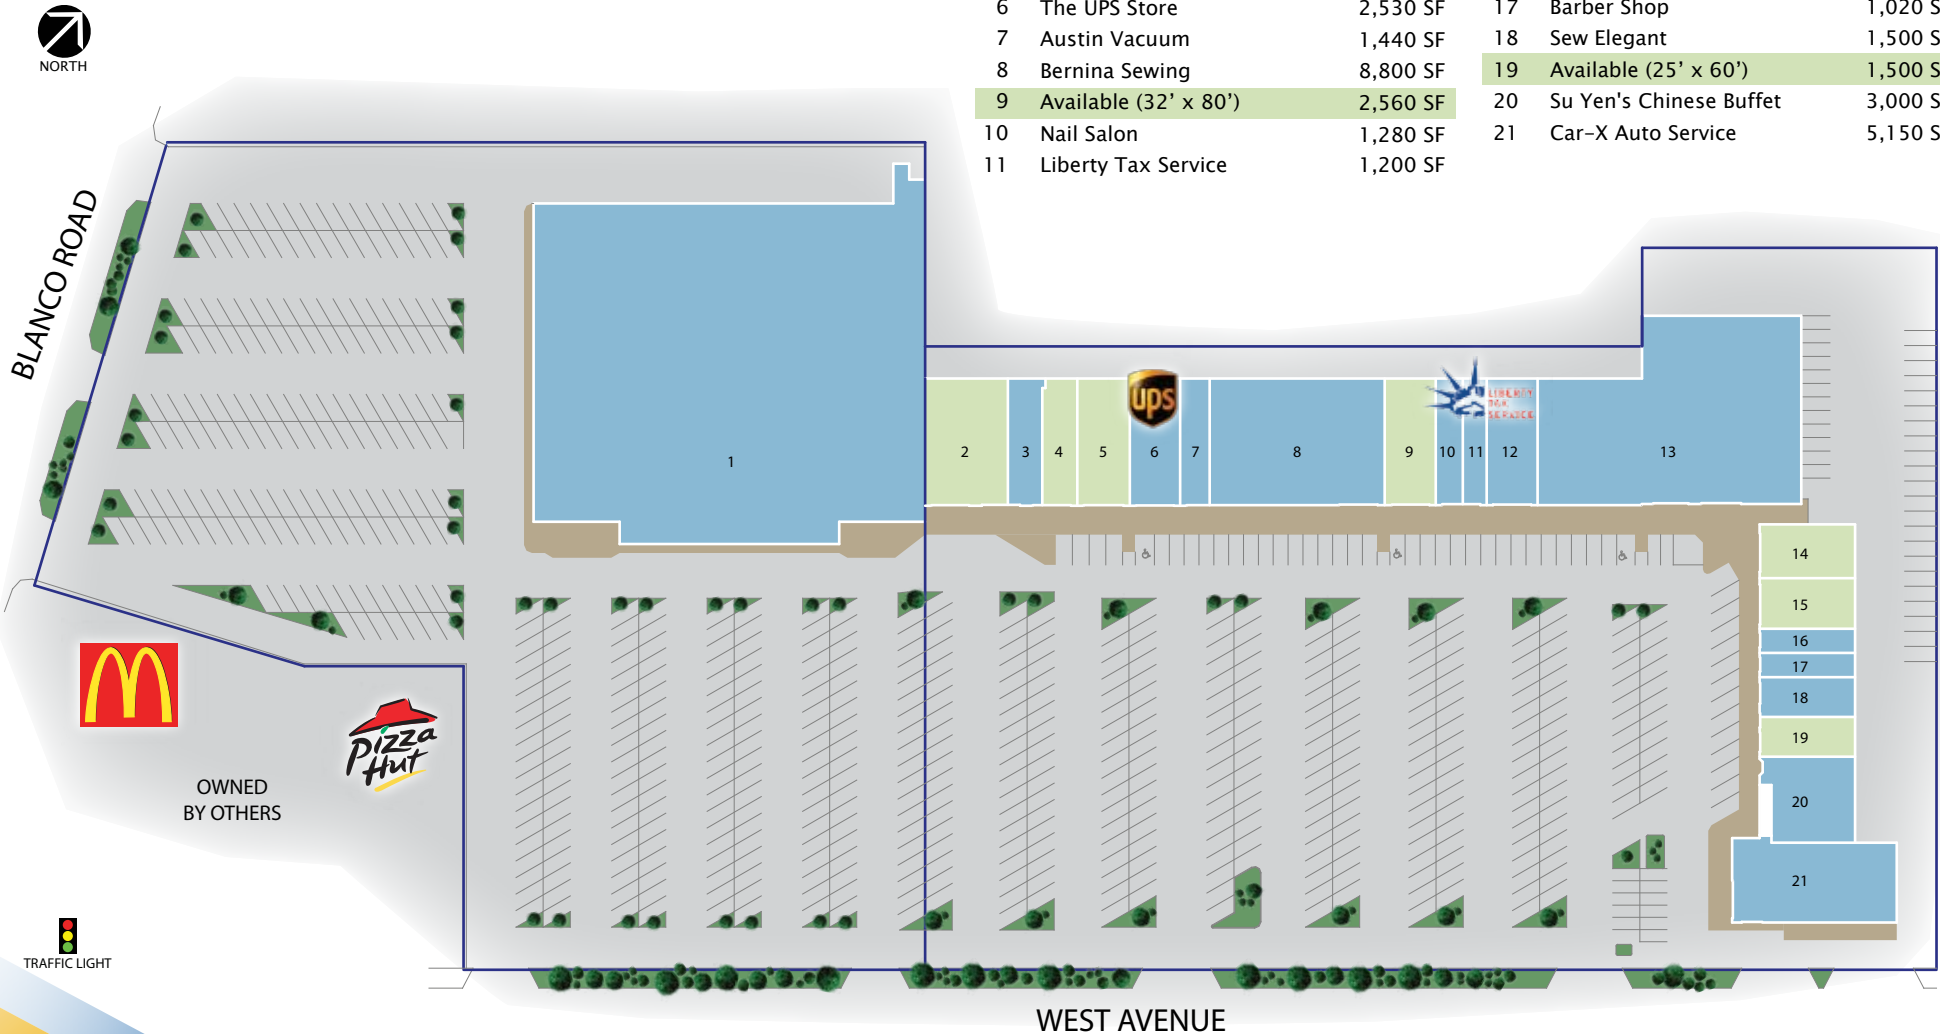 NORTH
6 The UPS Store 2,530 SF
7 Austin Vacuum 1,440 SF
8 Bernina Sewing 8,800 SF
9 Available (32’ x 80’) 2,560 SF
10 Nail Salon 1,280 SF
11 Liberty Tax Service 1,200 SF
17 Barber Shop 1,020 S
18 Sew Elegant 1,500 S
19 Available (25’ x 60’) 1,500 S
20 Su Yen's Chinese Buffet 3,000 S
21 Car-X Auto Service 5,150 S
BLANCO ROAD
ups
LIBERTY
TAX
SERVICE
1
2
3
4
5
6
7
8
9
10
11
12
13
14
15
16
17
18
19
20
21
Pizza
Hut
OWNED
BY OTHERS
TRAFFIC LIGHT
WEST AVENUE